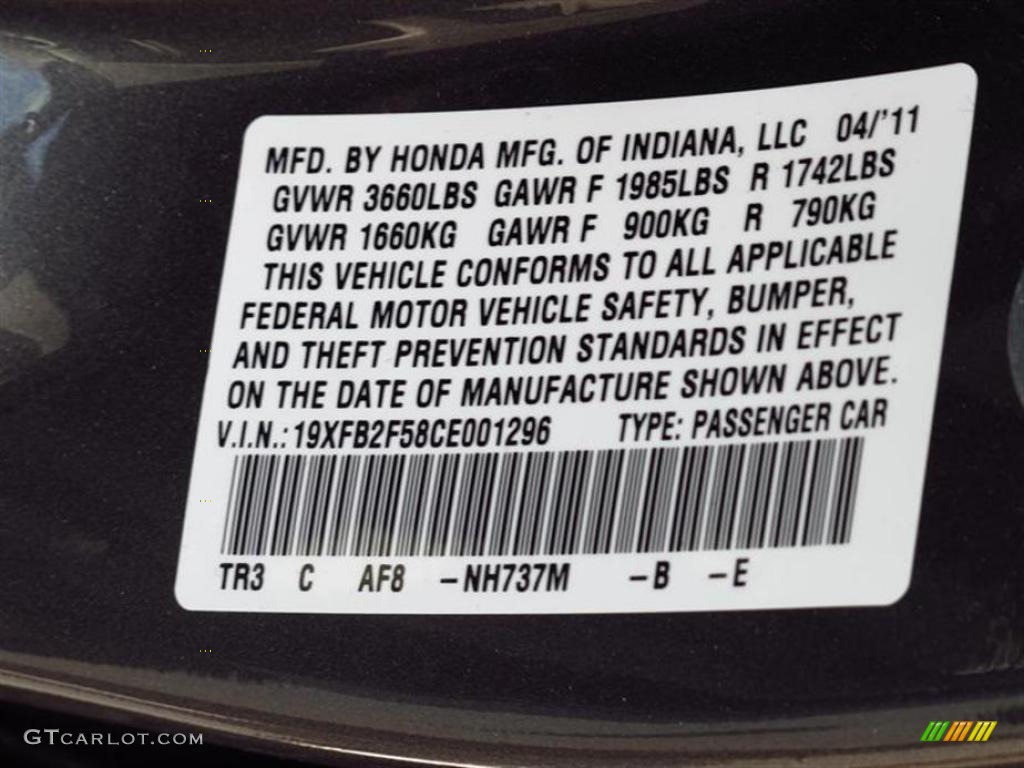 MFD. BY HONDA MFG. OF INDIANA, LLC 04/'11
GVWR 3660LBS GAWR F 1985LBS R 1742LBS
GVWR 1660KG GAWR F 900KG R 790KG
THIS VEHICLE CONFORMS TO ALL APPLICABLE
FEDERAL MOTOR VEHICLE SAFETY, BUMPER,
AND THEFT PREVENTION STANDARDS IN EFFECT
ON THE DATE OF MANUFACTURE SHOWN ABOVE.
V.I.N.: 19XFB2F58CE001296 TYPE: PASSENGER CAR
TR3 C AF8 –NH737M –B –E
GTCARLOT.COM